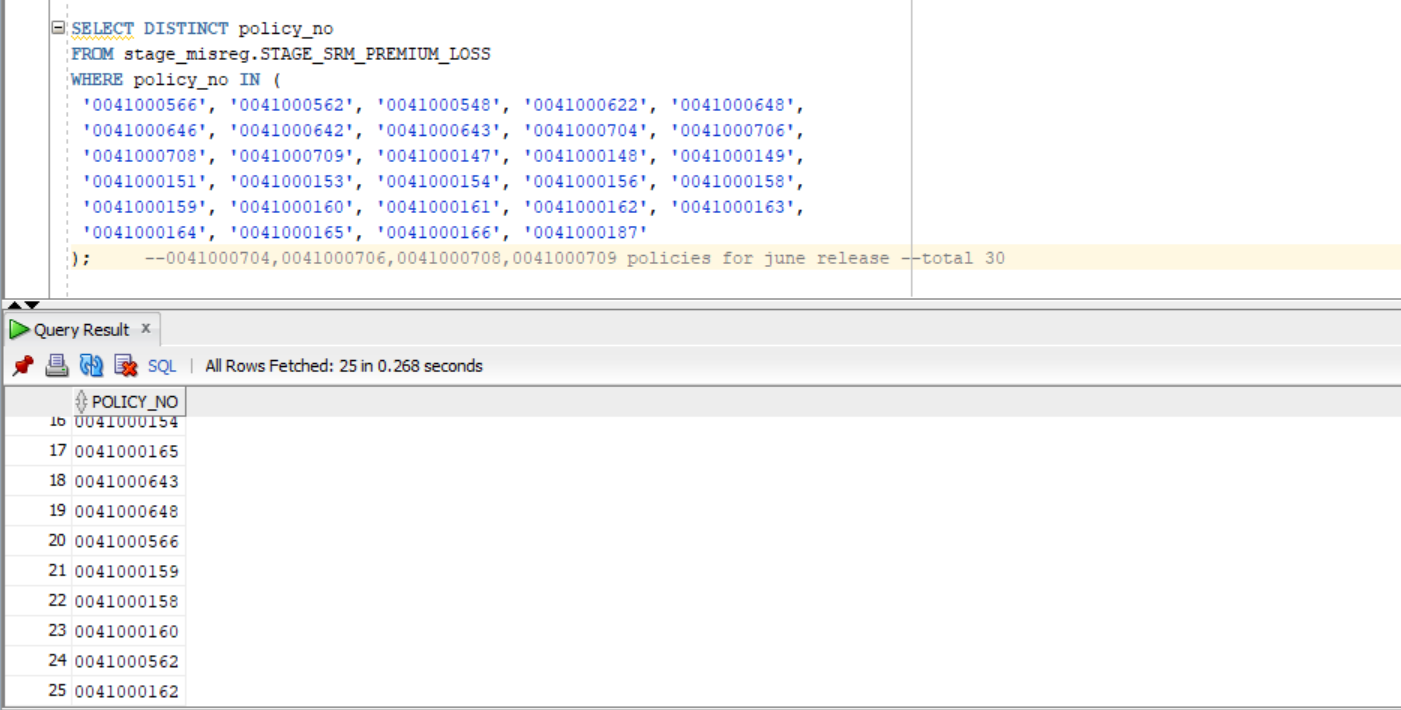 SELECT DISTINCT policy_no
FROM stage_misreg.STAGE_SRM_PREMIUM_LOSS
WHERE policy_no IN (
'0041000566', '0041000562', '0041000548', '0041000622', '0041000648',
'0041000646', '0041000642', '0041000643', '0041000704', '0041000706',
'0041000708', '0041000709', '0041000147', '0041000148', '0041000149',
'0041000151', '0041000153', '0041000154', '0041000156', '0041000158',
'0041000159', '0041000160', '0041000161', '0041000162', '0041000163',
'0041000164', '0041000165', '0041000166', '0041000187'
); --0041000704,0041000706,0041000708,0041000709 policies for june release --total 30
Query Result x
SQL | All Rows Fetched: 25 in 0.268 seconds
POLICY_NO
16 0041000154
17 0041000165
18 0041000643
19 0041000648
20 0041000566
21 0041000159
22 0041000158
23 0041000160
24 0041000562
25 0041000162